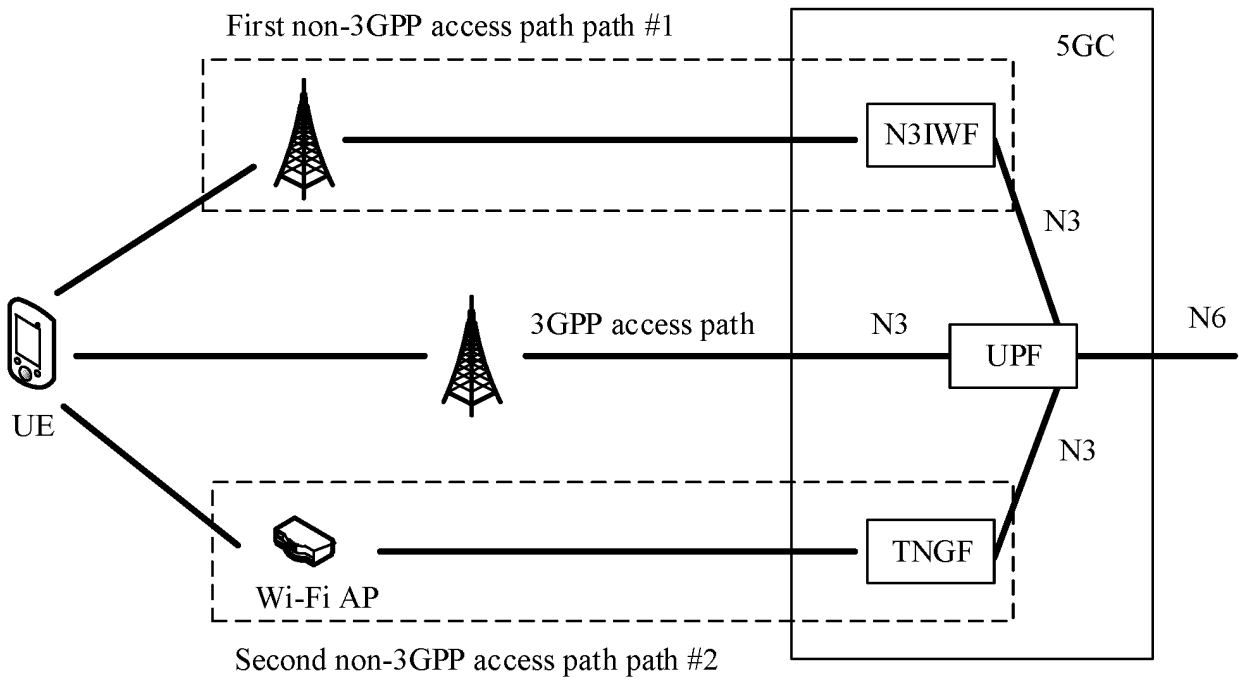 First non-3GPP access path path #1
5GC
N3IWF
N3
3GPP access path
N3
N6
UPF
UE
N3
TNGF
Wi-Fi AP
Second non-3GPP access path path #2